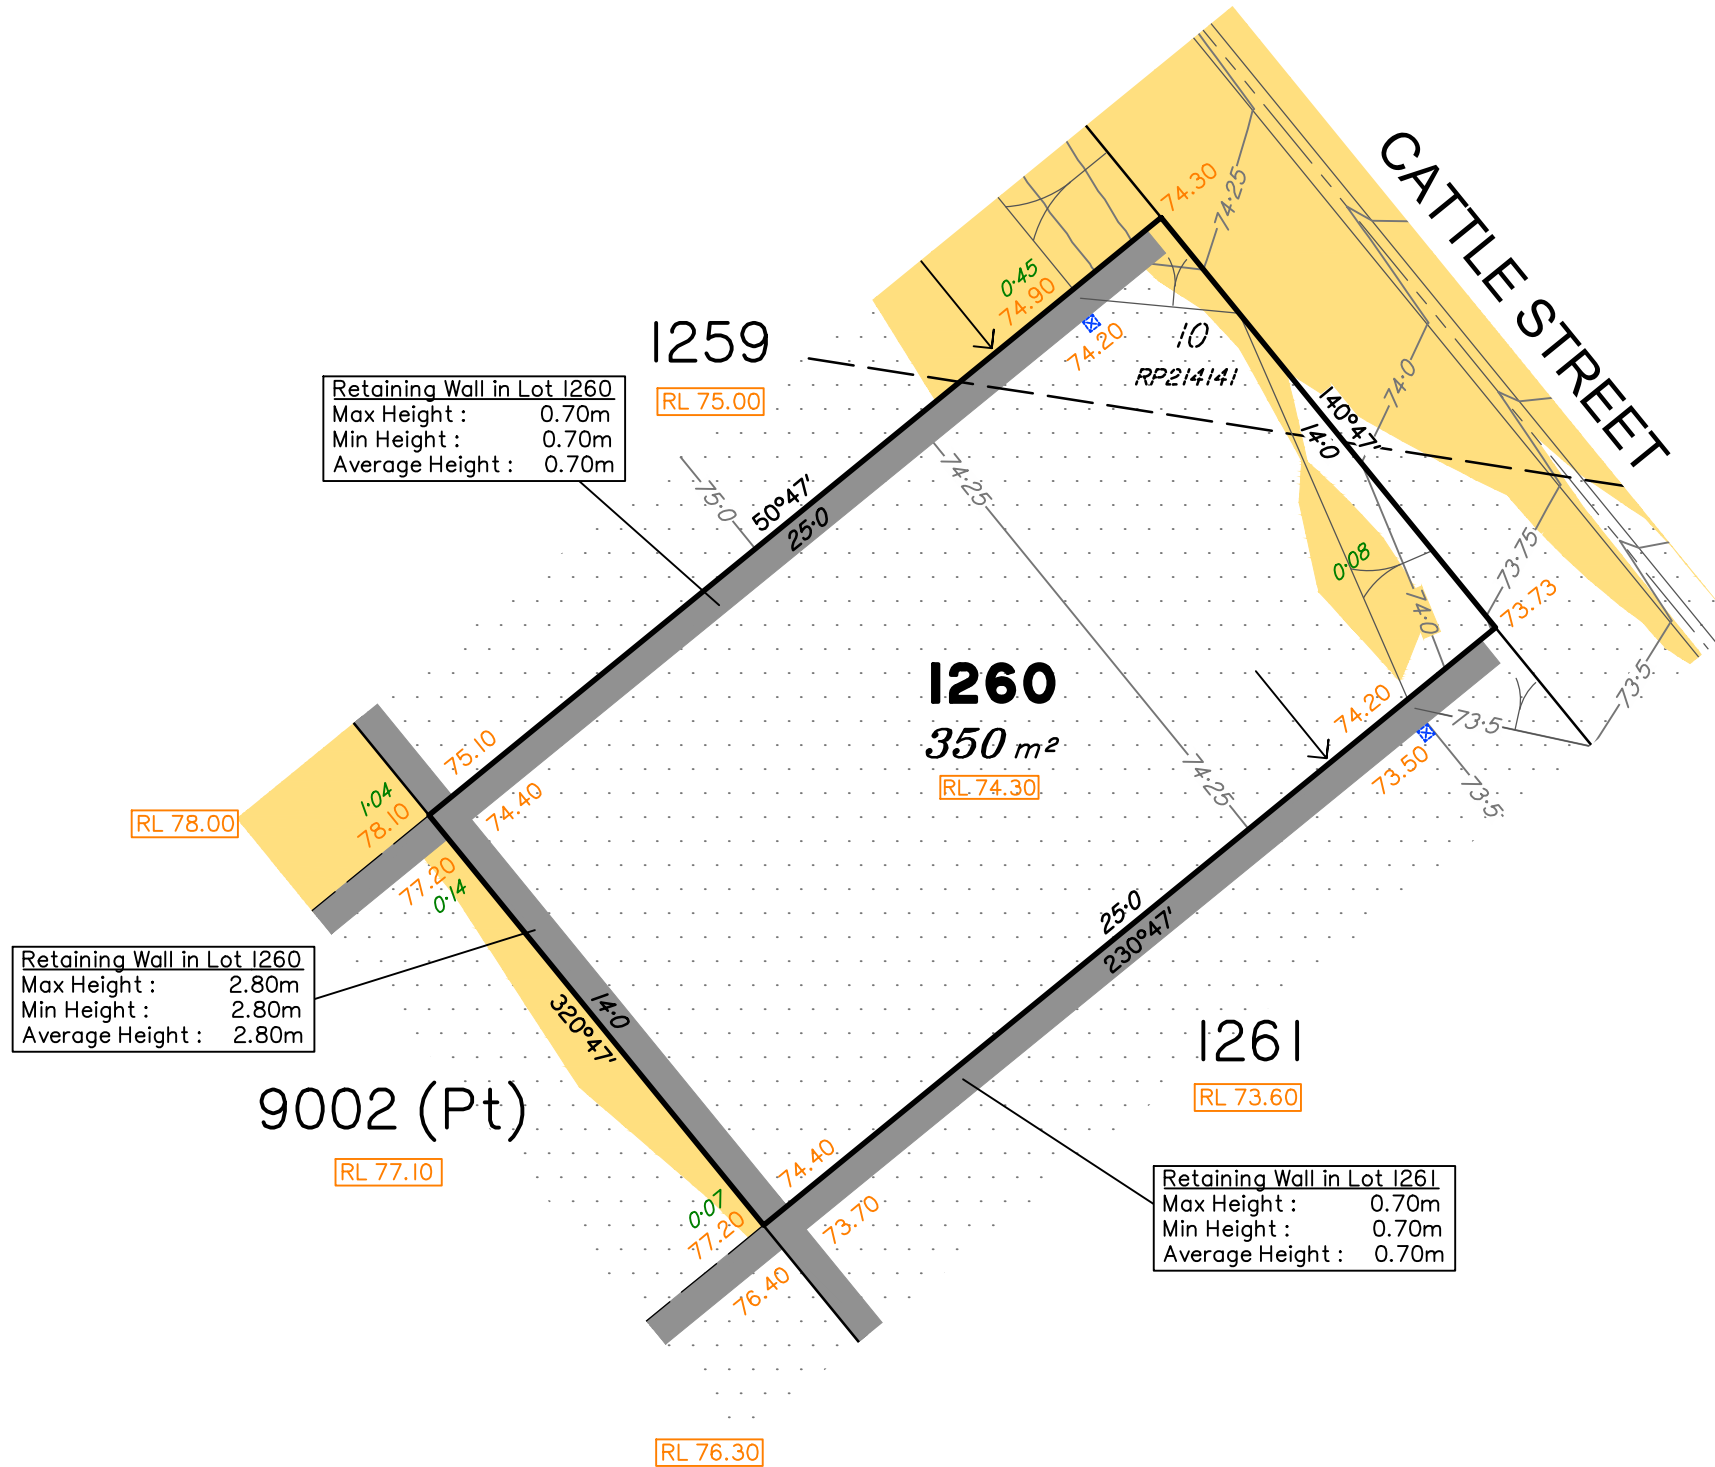 CATTLE STREET
74.30
74·25
0·45
74.90
74.20
10
RP214141
1259
RL 75.00
Retaining Wall in Lot 1260
Max Height : 0.70m
Min Height : 0.70m
Average Height : 0.70m
74·0
140°47'
14·0
75·0
50°47'
25·0
74·25
73·75
0·08
73.73
74·0
73·5
1260
350 m²
RL 74.30
74.20
73·5
73.50
73·5
74·25
75.10
74.40
1·04
78.10
RL 78.00
77.20
0·14
25·0
230°47'
Retaining Wall in Lot 1260
Max Height : 2.80m
Min Height : 2.80m
Average Height : 2.80m
14·0
320°47'
1261
RL 73.60
9002 (Pt)
RL 77.10
74.40
0·07
77.20
73.70
76.40
Retaining Wall in Lot 1261
Max Height : 0.70m
Min Height : 0.70m
Average Height : 0.70m
RL 76.30